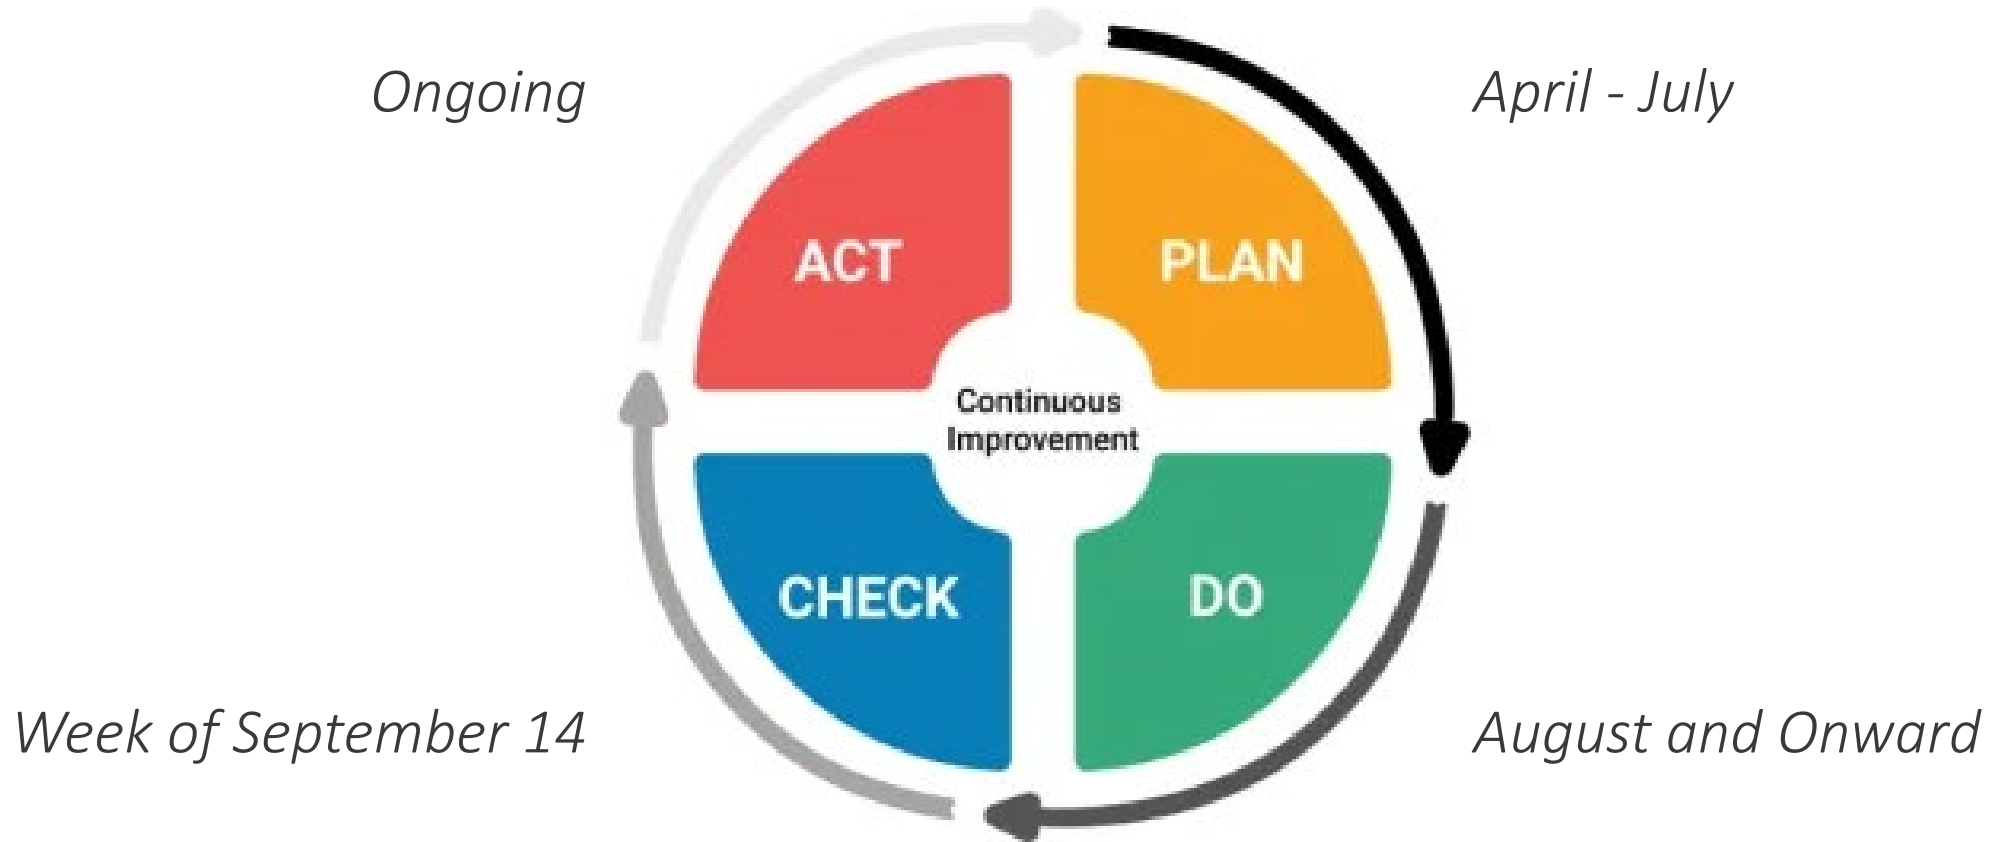 Ongoing
April - July
ACT
PLAN
Continuous
Improvement
CHECK
DO
Week of September 14
August and Onward